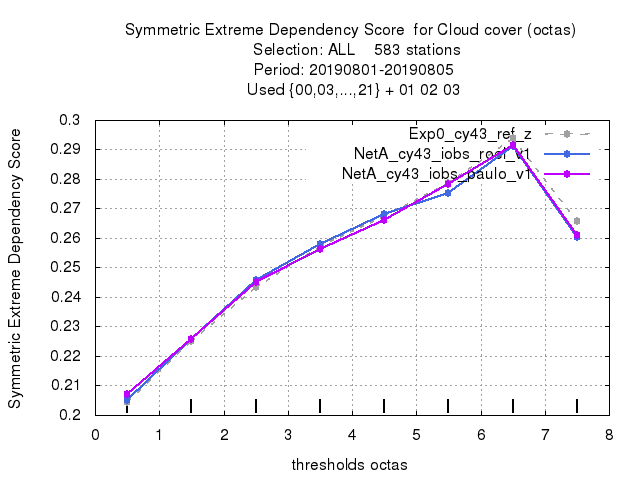 Symmetric Extreme Dependency Score  for Cloud cover (octas)
Selection: ALL    583 stations
Period: 20190801-20190805
Used {00,03,...,21} + 01 02 03
Exp0_cy43_ref_z
NetA_cy43_iobs_roof_v1
NetA_cy43_iobs_paulo_v1
Symmetric Extreme Dependency Score
0.3
0.29
0.28
0.27
0.26
0.25
0.24
0.23
0.22
0.21
0.2
0 1 2 3 4 5 6 7 8
thresholds octas